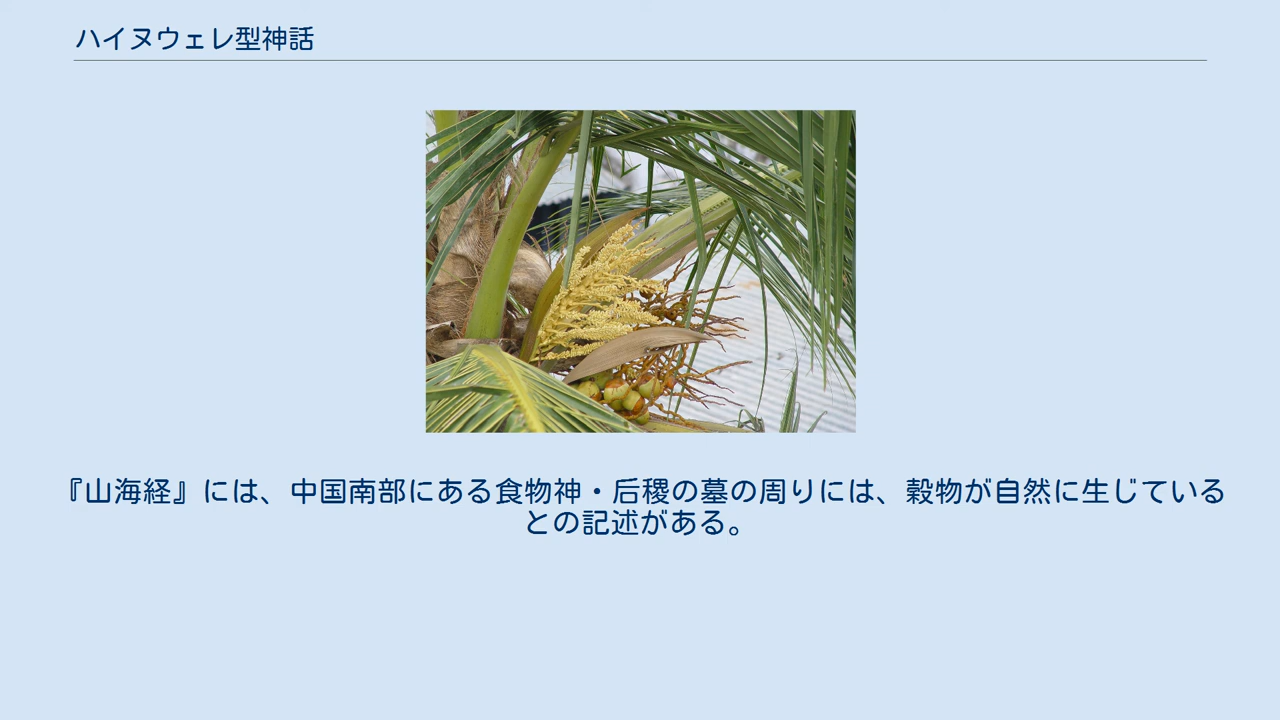 ハイヌウェレ型神話
『山海経』には、中国南部にある食物神・后稷の墓の周りには、穀物が自然に生じている
との記述がある。